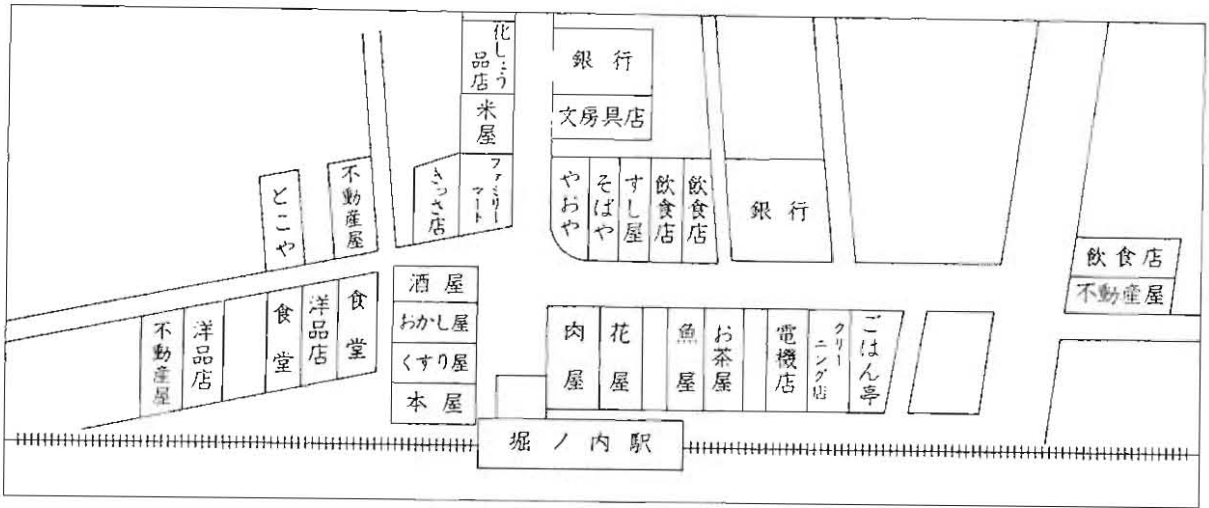 化しょう
品店
銀行
米屋
文房具店
とこや
不動産屋
きっさ店
ファミリー
マート
やおや
そばや
すし屋
飲食店
飲食店
銀行
飲食店
不動産屋
不動産屋
洋品店
食堂
洋品店
食堂
酒屋
おかし屋
くすり屋
本屋
肉屋
花屋
魚屋
お茶屋
電機店
クリー
ニング店
ごはん亭
堀ノ内駅